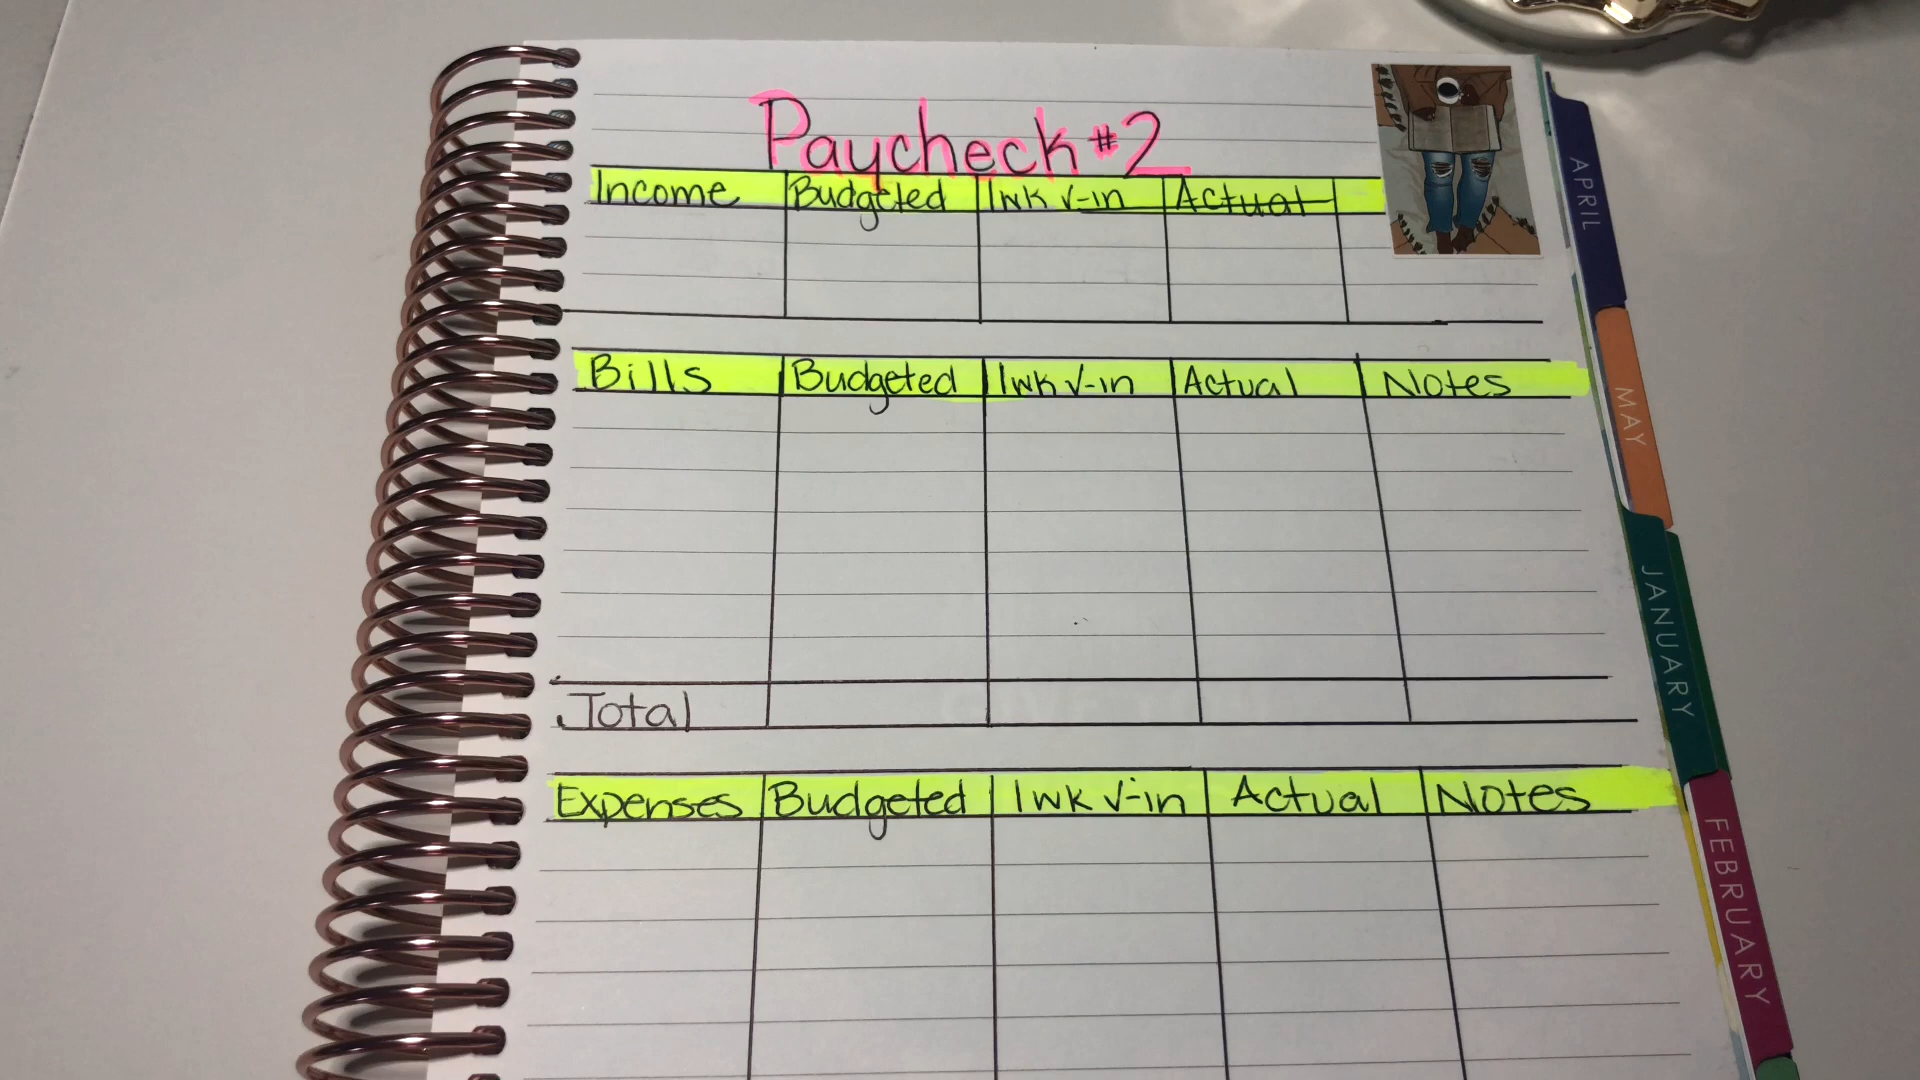 Paycheck #2
Income Budgeted 1wk √-in Actual
Bills Budgeted 1wk √-in Actual Notes
Total
Expenses Budgeted 1wk √-in Actual Notes
APRIL
MAY
JANUARY
FEBRUARY